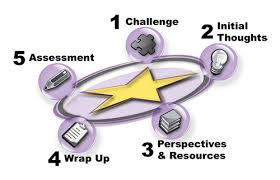 1 Challenge
2 Initial
Thoughts
3 Perspectives
& Resources
4 Wrap Up
5 Assessment